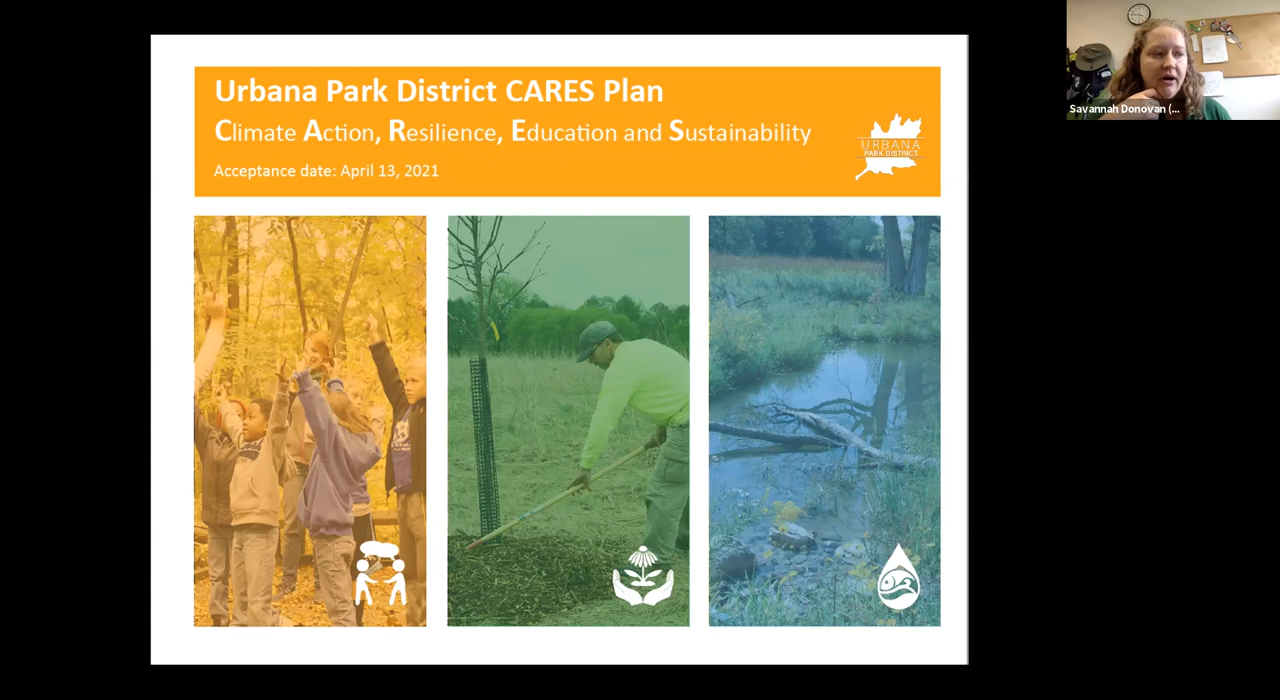 Urbana Park District CARES Plan
Climate Action, Resilience, Education and Sustainability
Acceptance date: April 13, 2021
URBANA
PARK DISTRICT
Savannah Donovan (...